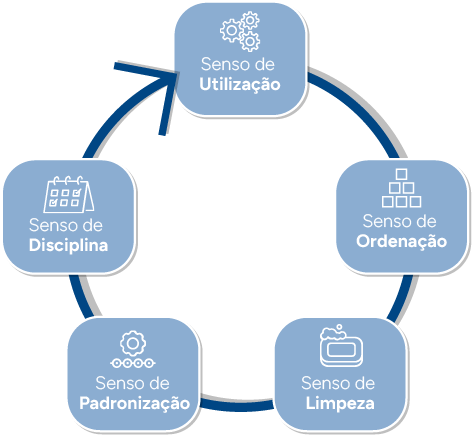 Senso de
Utilização
Senso de
Ordenação
Senso de
Limpeza
Senso de
Padronização
Senso de
Disciplina